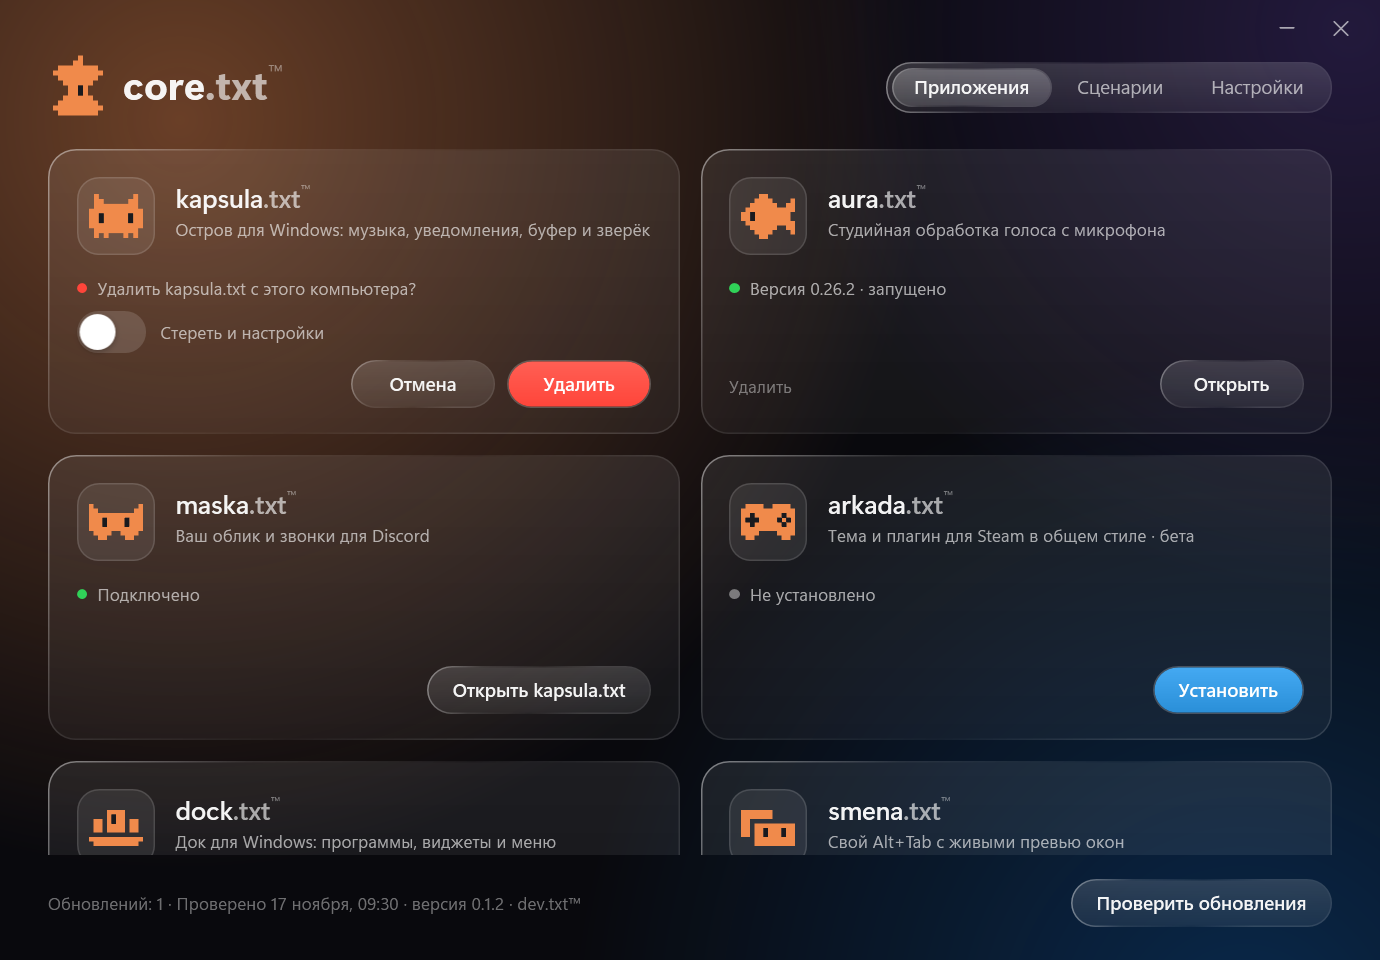 core.txt™
Приложения
Сценарии
Настройки
kapsula.txt™
Остров для Windows: музыка, уведомления, буфер и зверёк
Удалить kapsula.txt с этого компьютера?
Стереть и настройки
Отмена
Удалить
aura.txt™
Студийная обработка голоса с микрофона
Версия 0.26.2 · запущено
Удалить
Открыть
maska.txt™
Ваш облик и звонки для Discord
Подключено
Открыть kapsula.txt
arkada.txt™
Тема и плагин для Steam в общем стиле · бета
Не установлено
Установить
dock.txt™
Док для Windows: программы, виджеты и меню
smena.txt™
Свой Alt+Tab с живыми превью окон
Обновлений: 1 · Проверено 17 ноября, 09:30 · версия 0.1.2 · dev.txt™
Проверить обновления